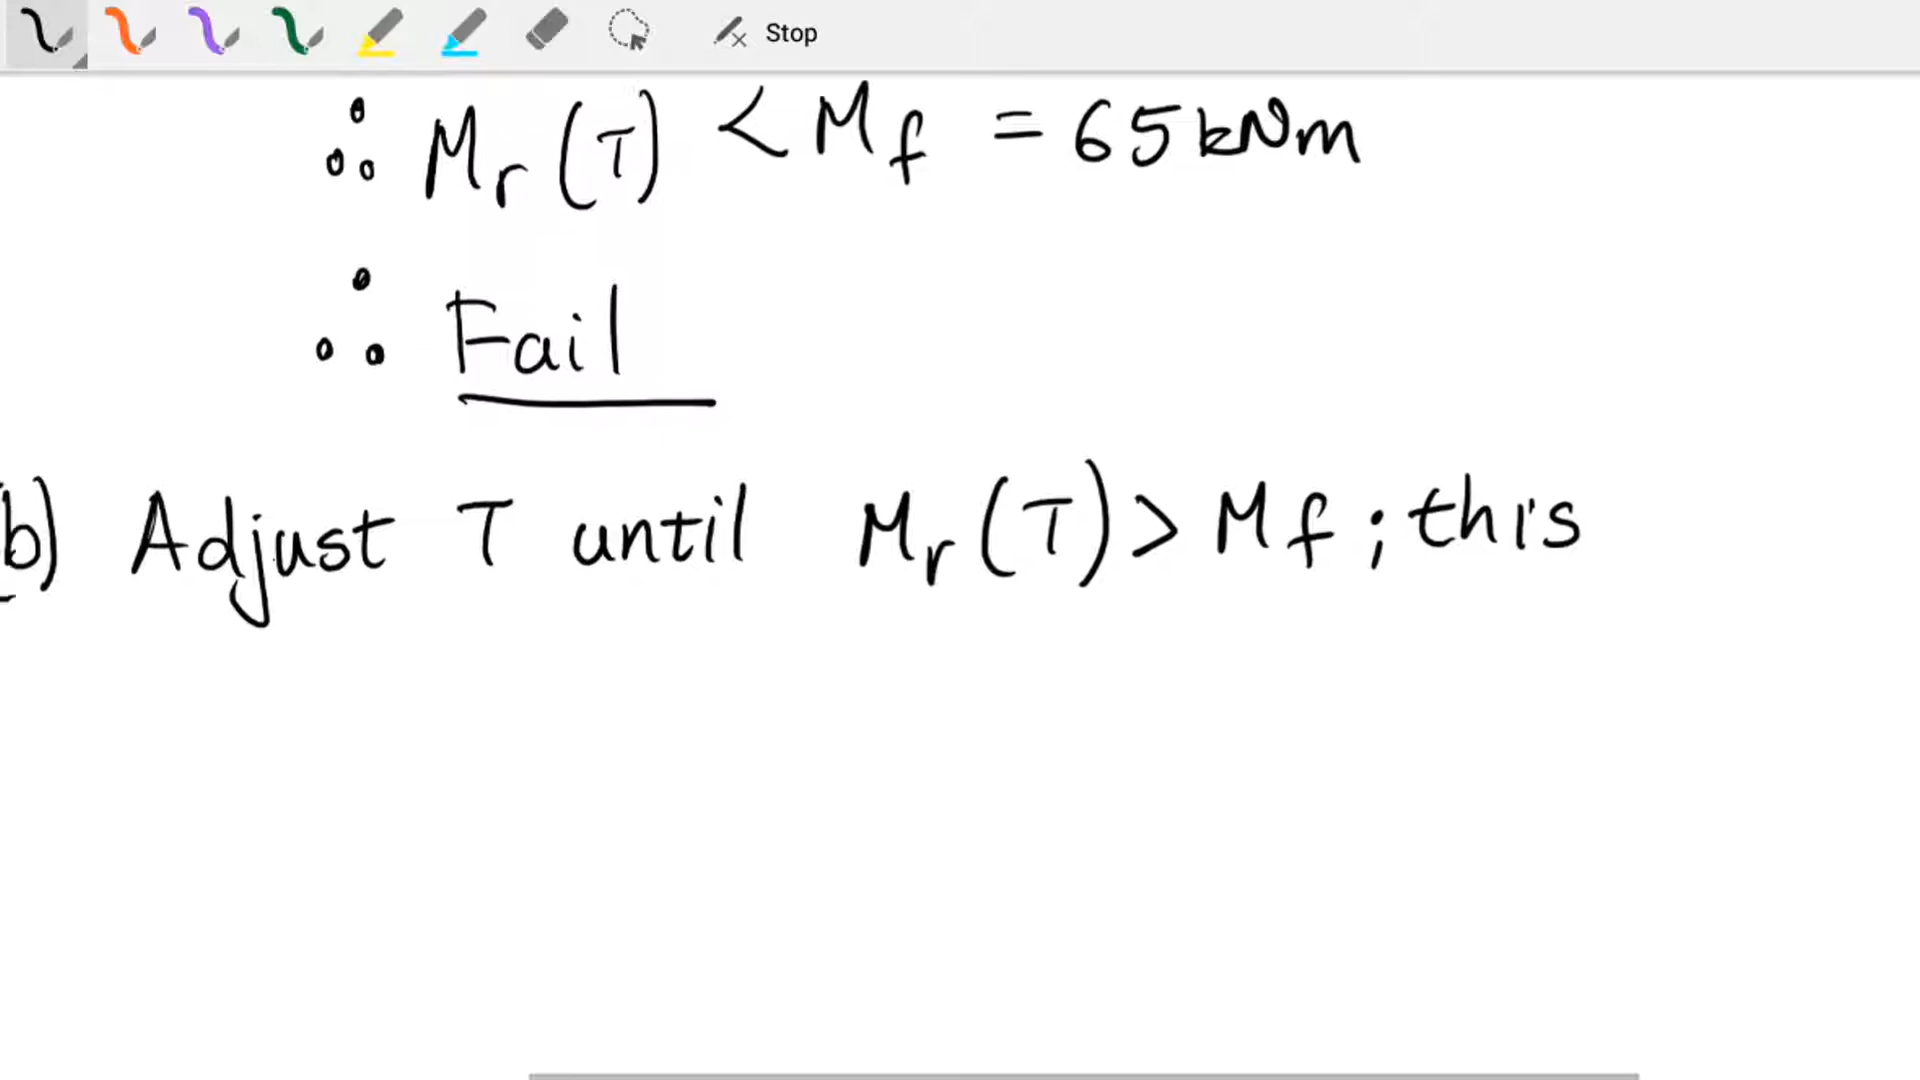 Stop
∴ Mr (T) < Mf = 65 kNm
∴ Fail
b) Adjust T until Mr (T) > Mf ; this